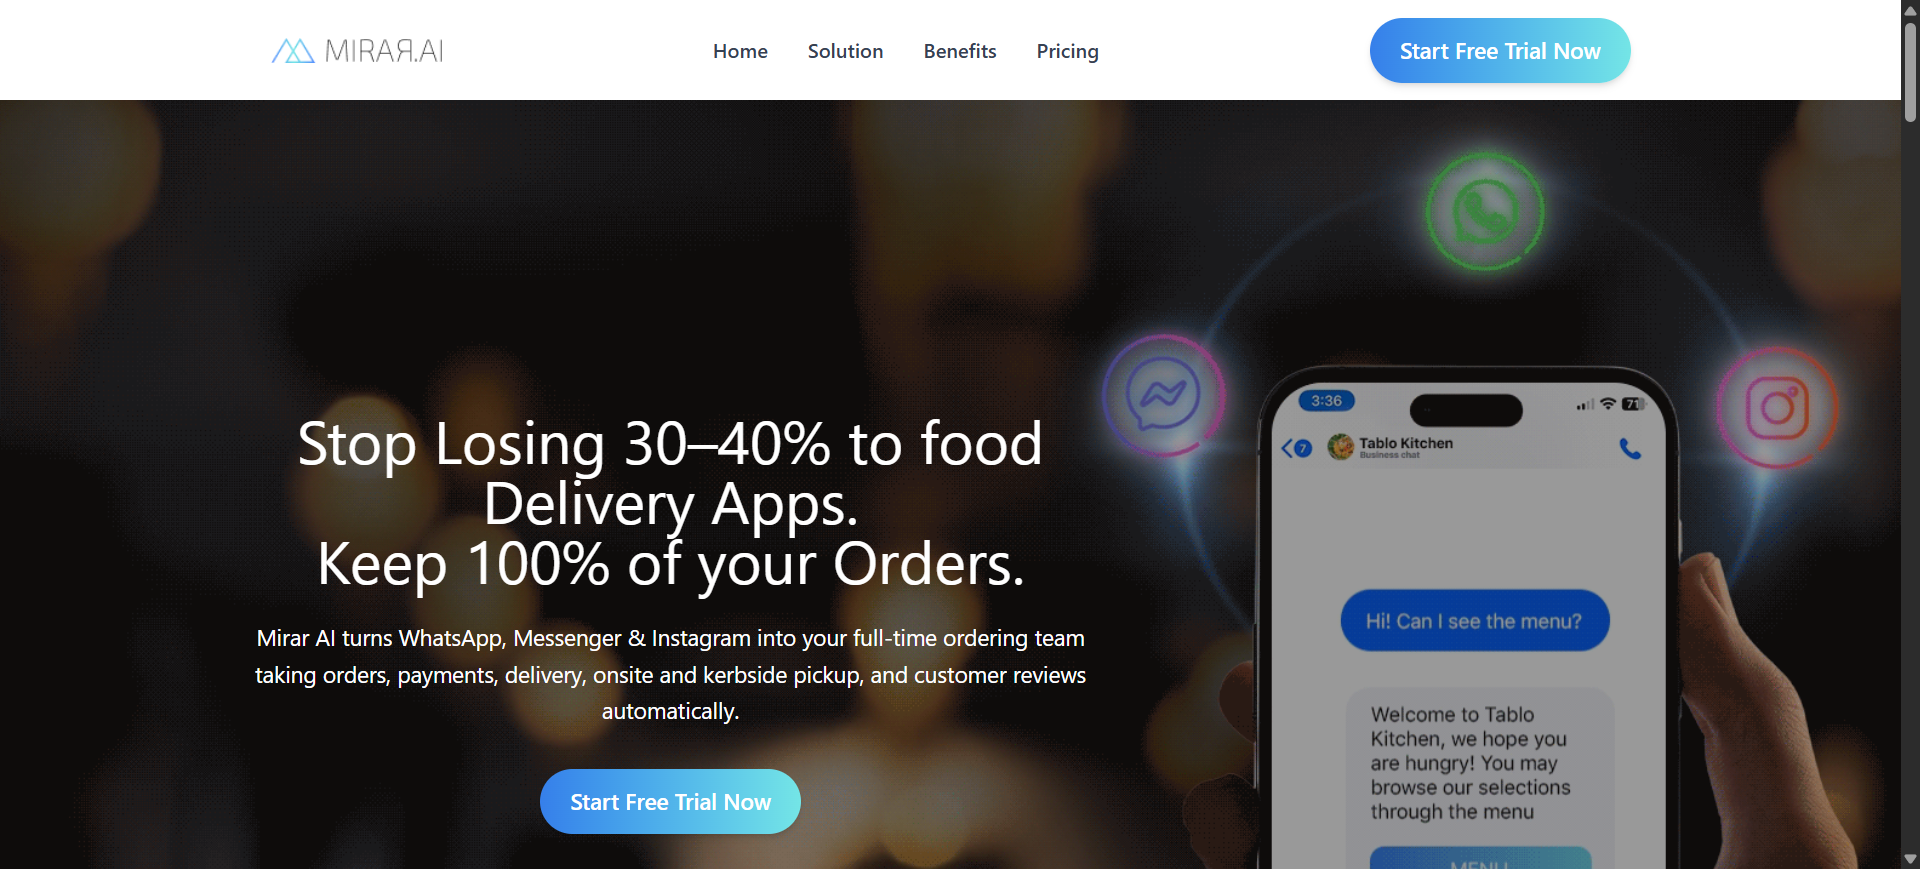 MIRAЯ.AI
Home
Solution
Benefits
Pricing
Start Free Trial Now
Stop Losing 30–40% to food
Delivery Apps.
Keep 100% of your Orders.
Mirar AI turns WhatsApp, Messenger & Instagram into your full-time ordering team
taking orders, payments, delivery, onsite and kerbside pickup, and customer reviews
automatically.
Start Free Trial Now
3:36
71
7
Tablo Kitchen
Business chat
Hi! Can I see the menu?
Welcome to Tablo
Kitchen, we hope you
are hungry! You may
browse our selections
through the menu
MENU